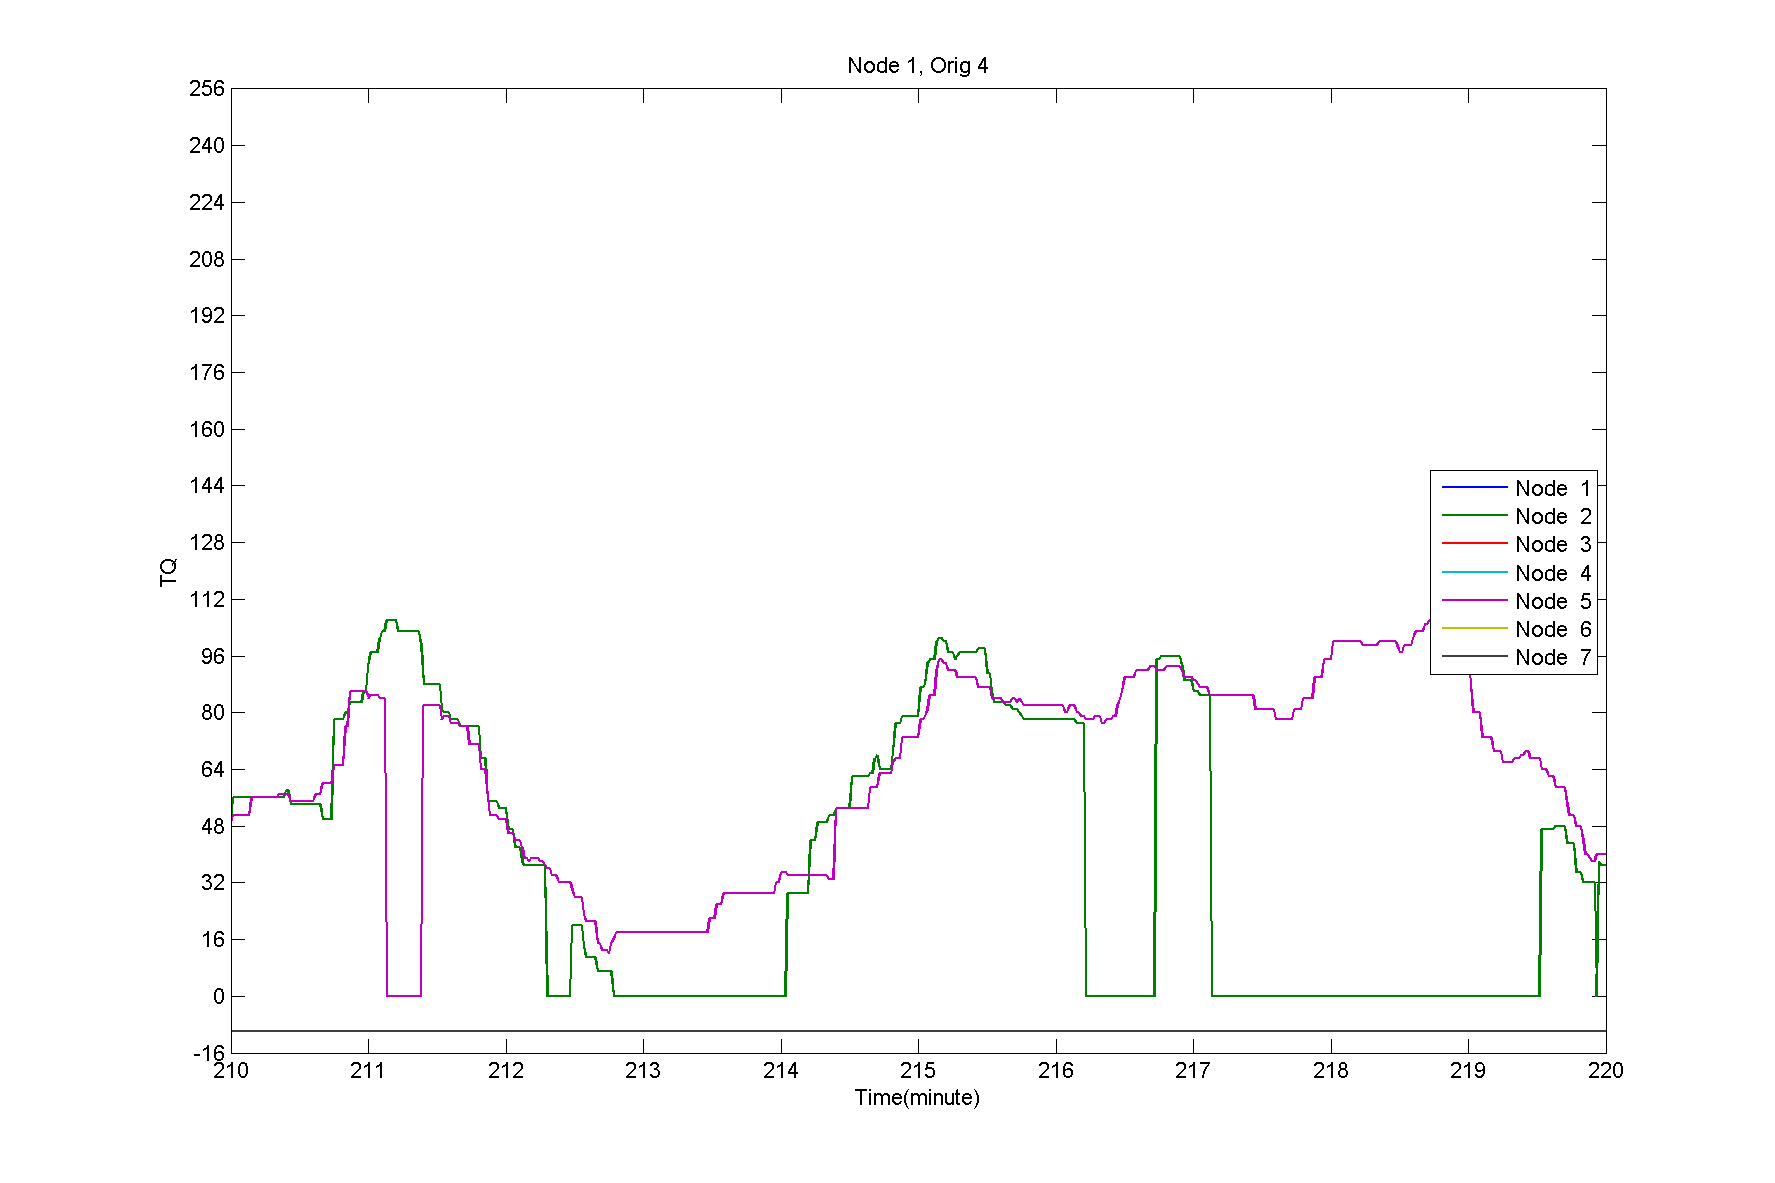 Node 1, Orig 4
256
240
224
208
192
176
160
144
128
112
96
80
64
48
32
16
0
-16
TQ
Node 1
Node 2
Node 3
Node 4
Node 5
Node 6
Node 7
210 211 212 213 214 215 216 217 218 219 220
Time(minute)